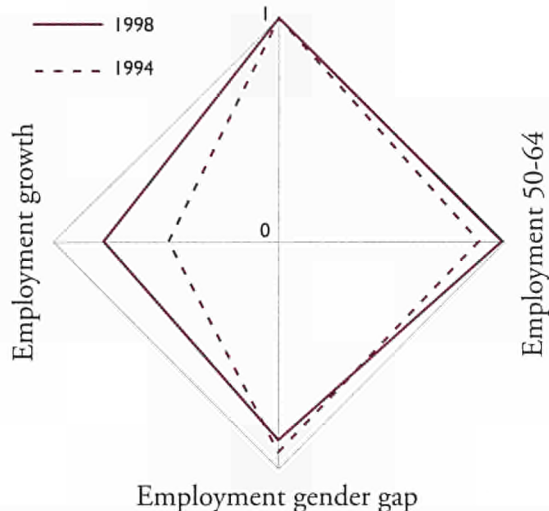 1
1998
1994
0
Employment growth
Employment 50-64
Employment gender gap